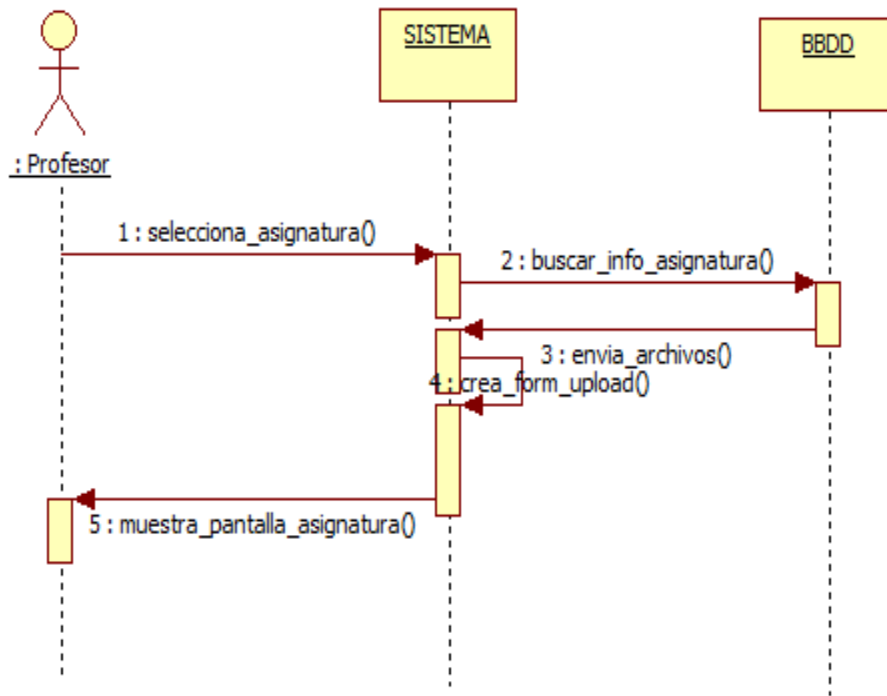 SISTEMA
BBDD
: Profesor
1 : selecciona_asignatura()
2 : buscar_info_asignatura()
3 : envia_archivos()
4 : crea_form_upload()
5 : muestra_pantalla_asignatura()